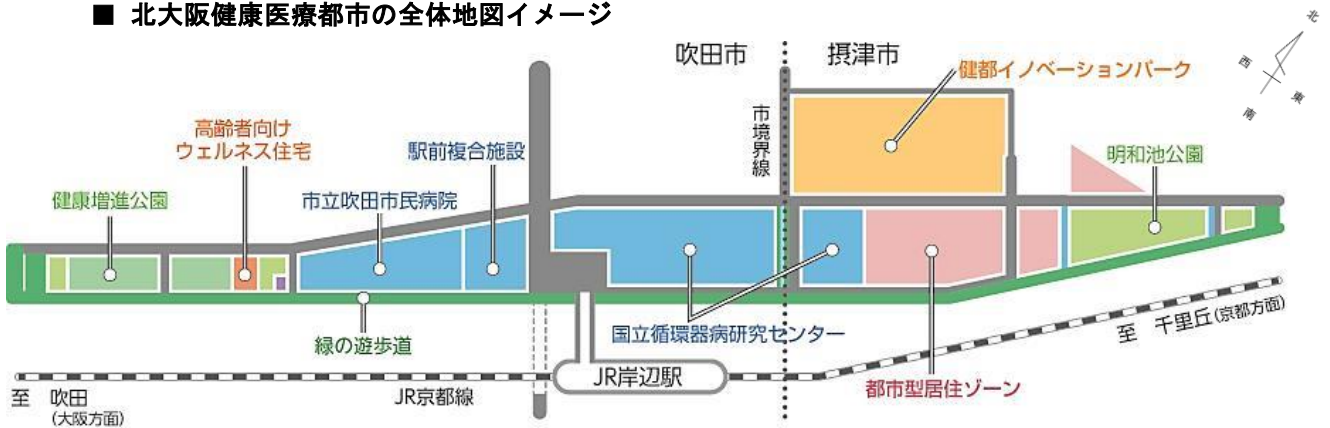 ■ 北大阪健康医療都市の全体地図イメージ
北
西
東
南
吹田市
摂津市
健都イノベーションパーク
市境界線
高齢者向け
ウェルネス住宅
駅前複合施設
明和池公園
健康増進公園
市立吹田市民病院
緑の遊歩道
国立循環器病研究センター
至 千里丘(京都方面)
JR岸辺駅
都市型居住ゾーン
至 吹田
(大阪方面)
JR京都線